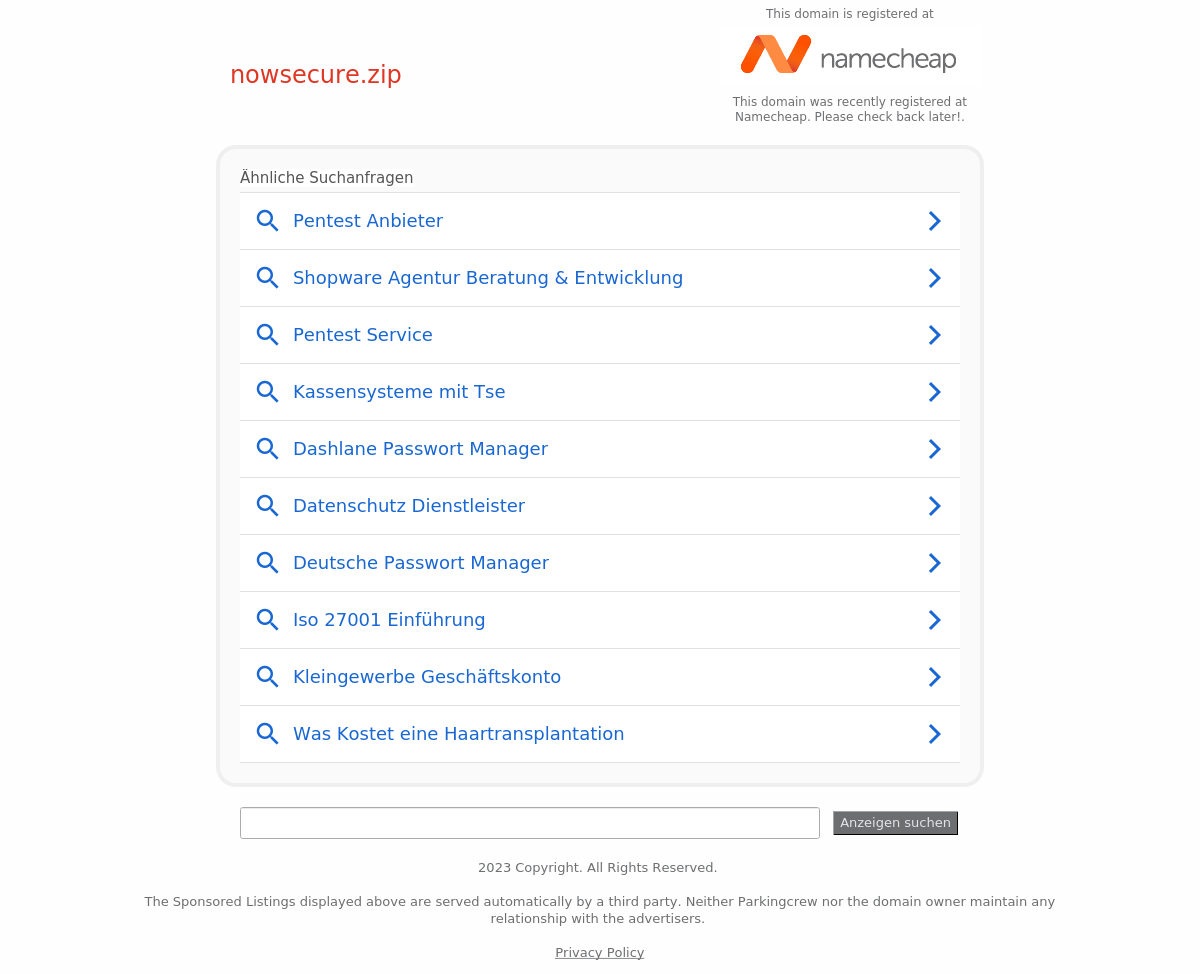 This domain is registered at
namecheap
nowsecure.zip
This domain was recently registered at
Namecheap. Please check back later!.
Ähnliche Suchanfragen
Pentest Anbieter
Shopware Agentur Beratung & Entwicklung
Pentest Service
Kassensysteme mit Tse
Dashlane Passwort Manager
Datenschutz Dienstleister
Deutsche Passwort Manager
Iso 27001 Einführung
Kleingewerbe Geschäftskonto
Was Kostet eine Haartransplantation
Anzeigen suchen
2023 Copyright. All Rights Reserved.
The Sponsored Listings displayed above are served automatically by a third party. Neither Parkingcrew nor the domain owner maintain any
relationship with the advertisers.
Privacy Policy